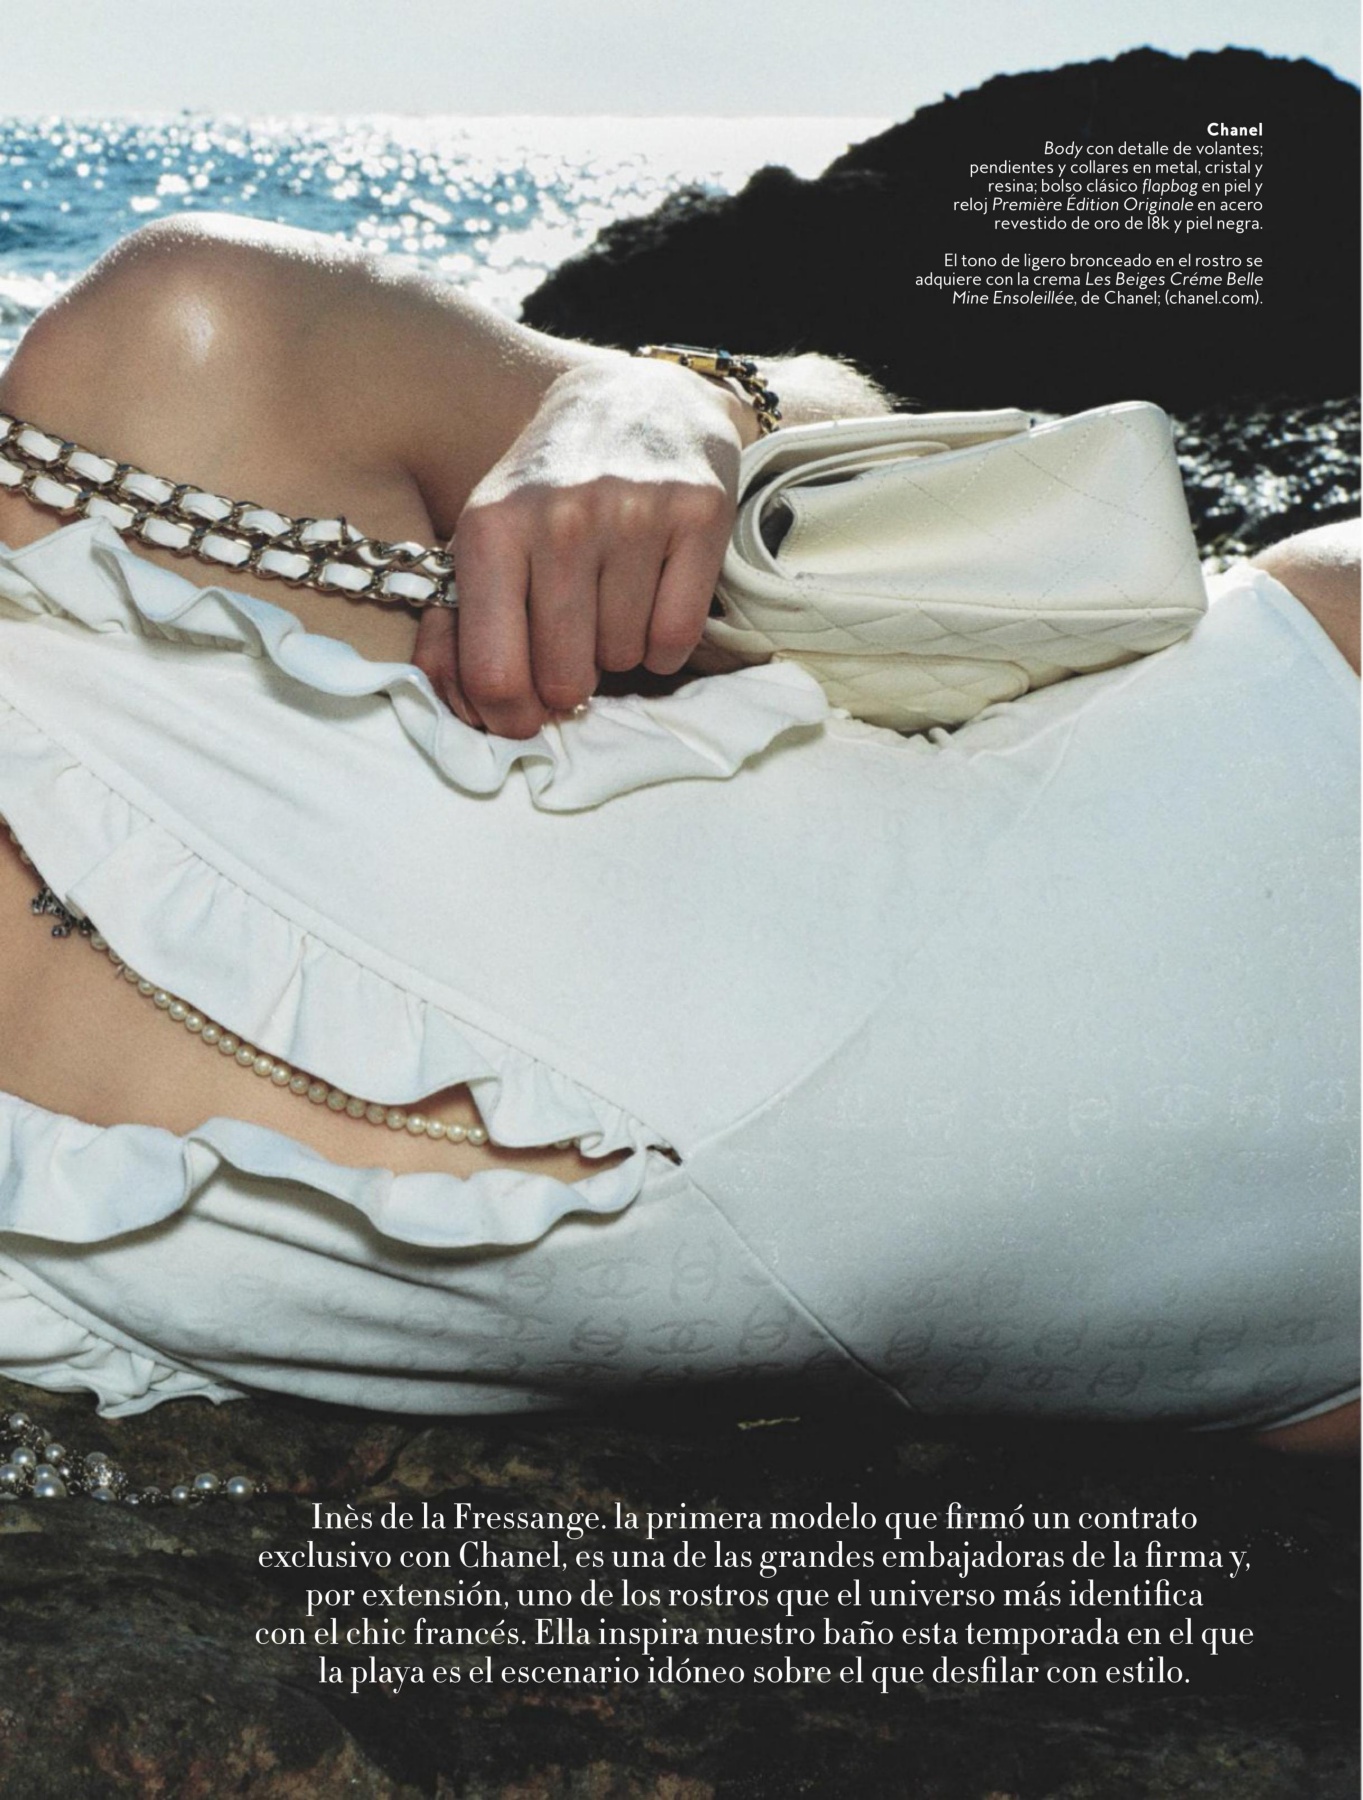 Chanel
Body con detalle de volantes;
pendientes y collares en metal, cristal y
resina; bolso clásico flapbag en piel y
reloj Première Édition Originale en acero
revestido de oro de 18k y piel negra.
El tono de ligero bronceado en el rostro se
adquiere con la crema Les Beiges Créme Belle
Mine Ensoleillée, de Chanel; (chanel.com).
Inès de la Fressange. la primera modelo que firmó un contrato
exclusivo con Chanel, es una de las grandes embajadoras de la firma y,
por extensión, uno de los rostros que el universo más identifica
con el chic francés. Ella inspira nuestro baño esta temporada en el que
la playa es el escenario idóneo sobre el que desfilar con estilo.